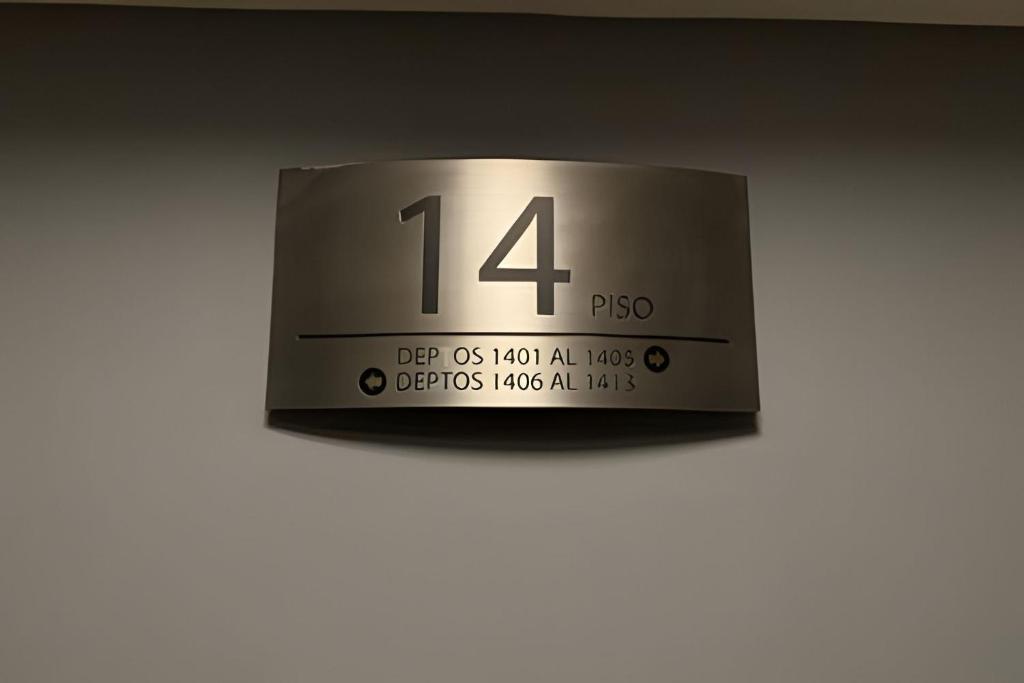 14 PISO
DEPTOS 1401 AL 1405
DEPTOS 1406 AL 1413